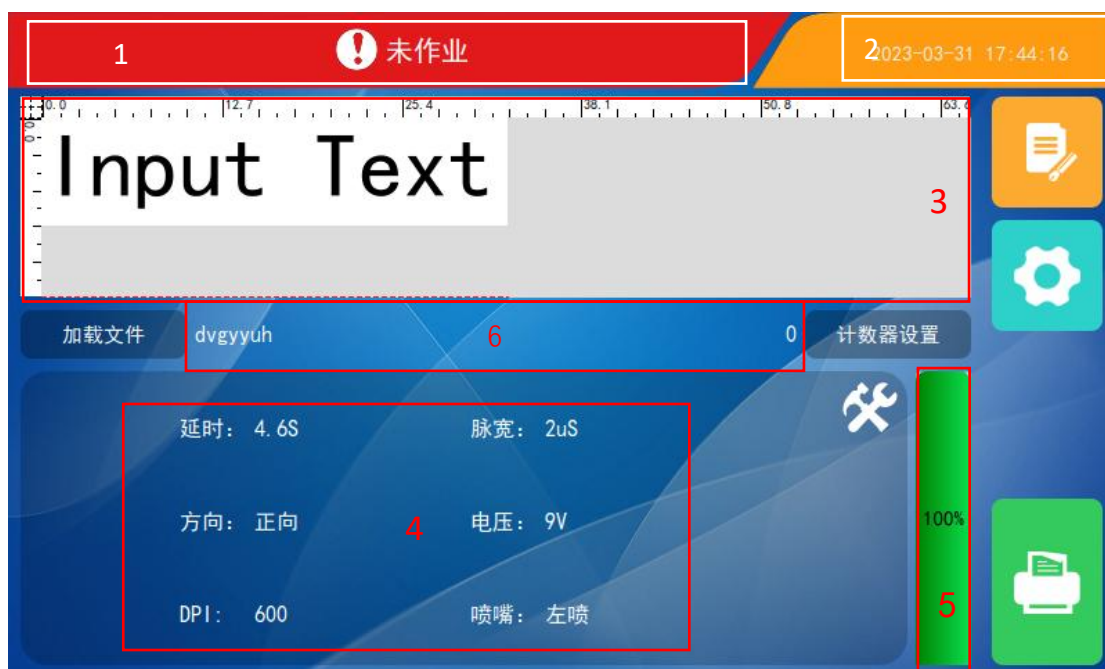 1 未作业 2 2023-03-31 17:44:16
0.0 12.7 25.4 38.1 50.8 63.
Input Text
3
加载文件 dvgyyuh 6 0 计数器设置
延时: 4.6S 脉宽: 2uS
方向: 正向 4 电压: 9V 100%
DPI: 600 喷嘴: 左喷 5